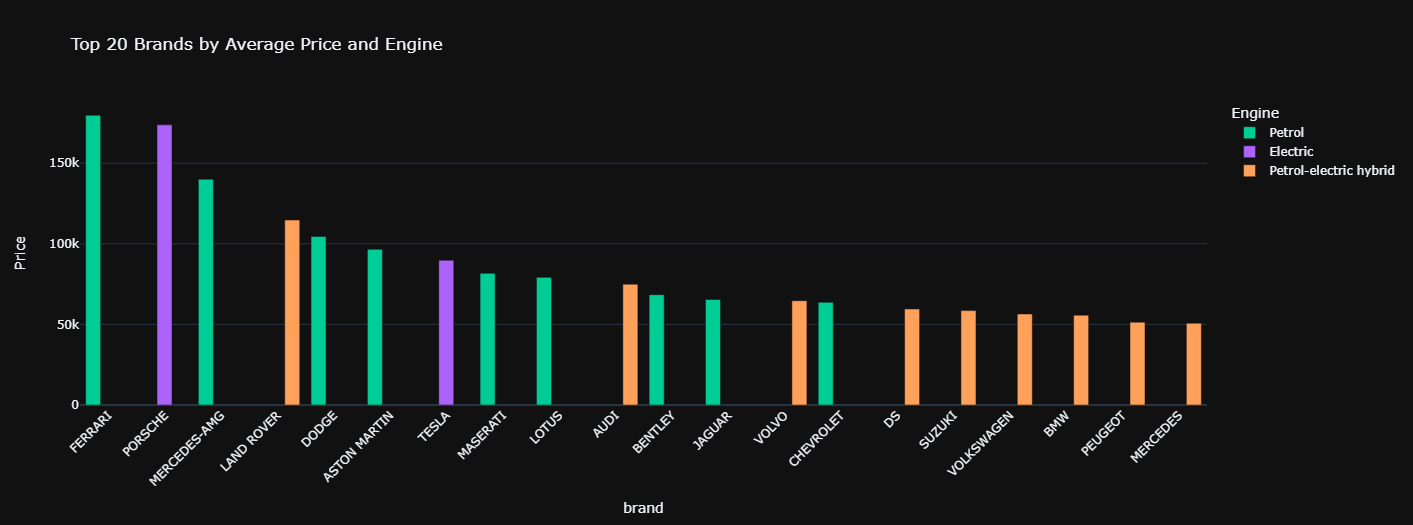 Top 20 Brands by Average Price and Engine
Engine
Petrol
Electric
Petrol-electric hybrid
Price
150k
100k
50k
0
FERRARI
PORSCHE
MERCEDES-AMG
LAND ROVER
DODGE
ASTON MARTIN
TESLA
MASERATI
LOTUS
AUDI
BENTLEY
JAGUAR
VOLVO
CHEVROLET
DS
SUZUKI
VOLKSWAGEN
BMW
PEUGEOT
MERCEDES
brand